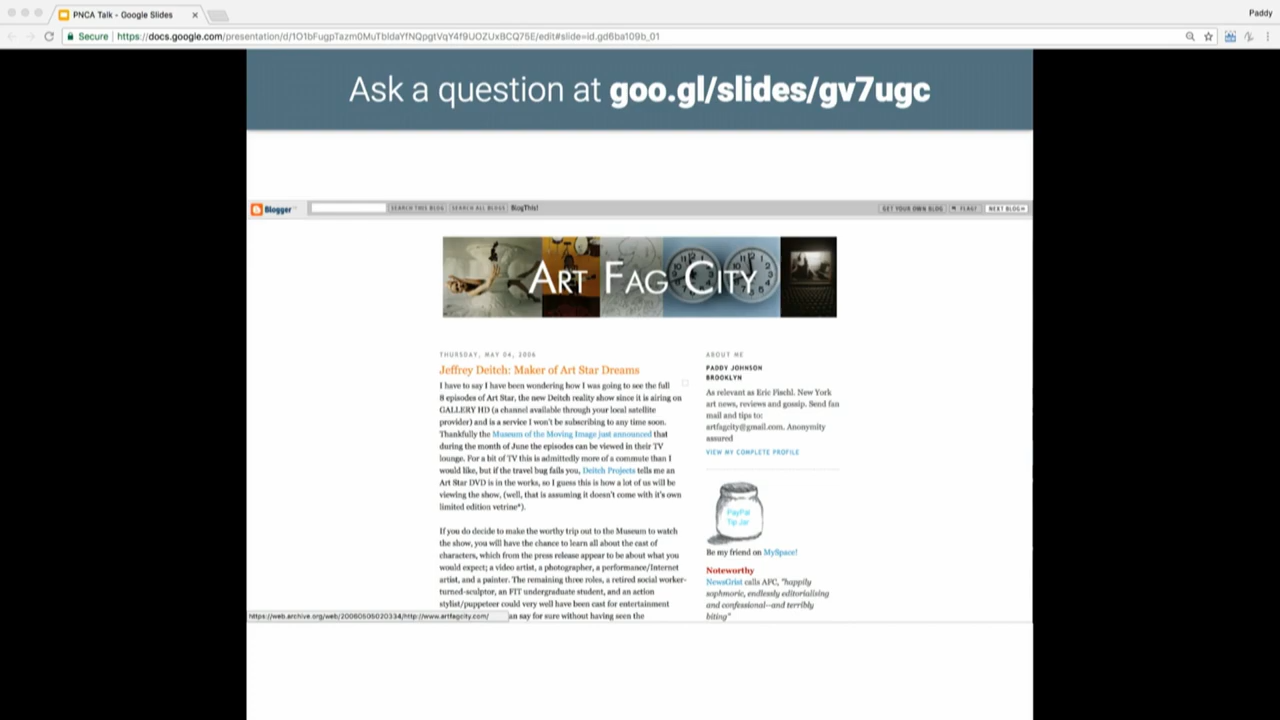 PNCA Talk - Google Slides
Paddy
Secure https://docs.google.com/presentation/d/1O1bFugpTazm0MuTbIdaYfNQpgtVqY4f9UOZUxBCQ75E/edit#slide=id.gd6ba109b_01
Ask a question at goo.gl/slides/gv7ugc
Blogger SEARCH THIS BLOG SEARCH ALL BLOGS BlogThis! GET YOUR OWN BLOG FLAG? NEXT BLOG»
ART FAG CITY
THURSDAY, MAY 04, 2006
Jeffrey Deitch: Maker of Art Star Dreams
I have to say I have been wondering how I was going to see the full
8 episodes of Art Star, the new Deitch reality show since it is airing on
GALLERY HD (a channel available through your local satellite
provider) and is a service I won't be subscribing to any time soon.
Thankfully the Museum of the Moving Image just announced that
during the month of June the episodes can be viewed in their TV
lounge. For a bit of TV this is admittedly more of a commute than I
would like, but if the travel bug fails you, Deitch Projects tells me an
Art Star DVD is in the works, so I guess this is how a lot of us will be
viewing the show, (well, that is assuming it doesn't come with it's own
limited edition vetrine*).
If you do decide to make the worthy trip out to the Museum to watch
the show, you will have the chance to learn all about the cast of
characters, which from the press release appear to be about what you
would expect; a video artist, a photographer, a performance/Internet
artist, and a painter. The remaining three roles, a retired social worker-
turned-sculptor, an FIT undergraduate student, and an action
stylist/puppeteer could very well have been cast for entertainment
an say for sure without having seen the
https://web.archive.org/web/20060505020334/http://www.artfagcity.com/
ABOUT ME
PADDY JOHNSON
BROOKLYN
As relevant as Eric Fischl. New York
art news, reviews and gossip. Send fan
mail and tips to:
artfagcity@gmail.com. Anonymity
assured
VIEW MY COMPLETE PROFILE
PayPal
Tip Jar
Be my friend on MySpace!
Noteworthy
NewsGrist calls AFC, "happily
sophmoric, endlessly editorialising
and confessional--and terribly
biting"